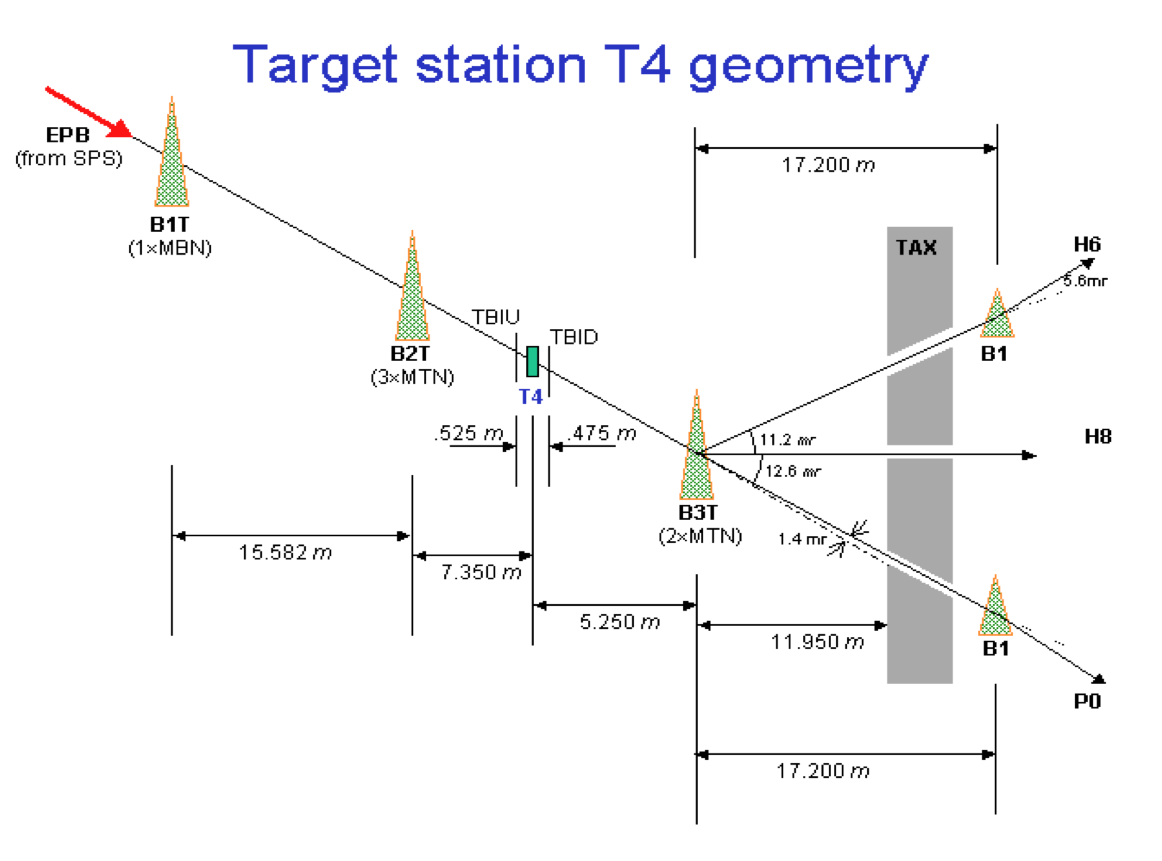 Target station T4 geometry
EPB
(from SPS)
B1T
(1×MBN)
17.200 m
TAX
H6
5.6mr
B1
TBIU
TBID
B2T
(3×MTN)
T4
.525 m
.475 m
11.2 mr
H8
12.6 mr
B3T
(2×MTN)
1.4 mr
15.582 m
7.350 m
5.250 m
11.950 m
B1
P0
17.200 m